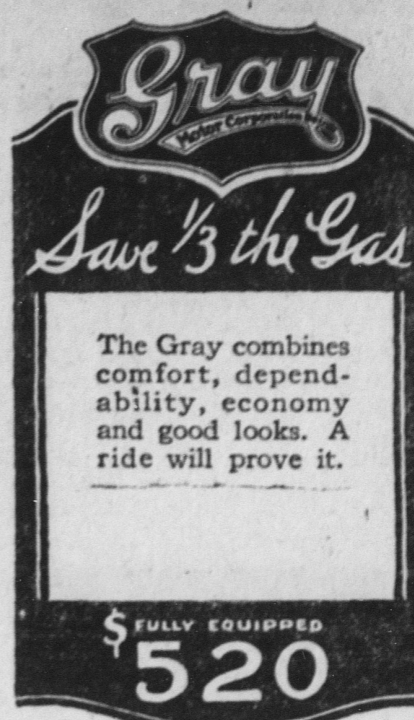 Gray
Motor Corporation
Save 1/3 the Gas
The Gray combines
comfort, depend-
ability, economy
and good looks. A
ride will prove it.
$ FULLY EQUIPPED
520